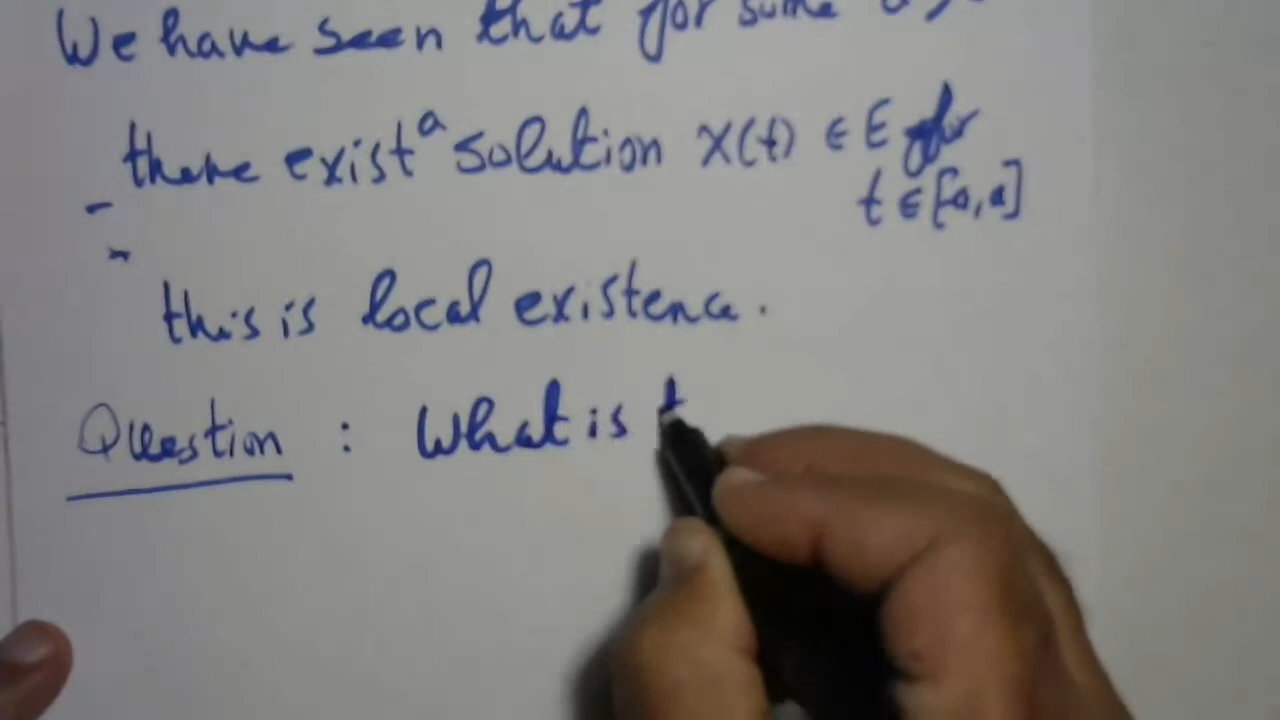 We have seen that for some
there exist a solution X(t) ∈ E for
t ∈ [0,a]
this is local existence.
Question : What is t